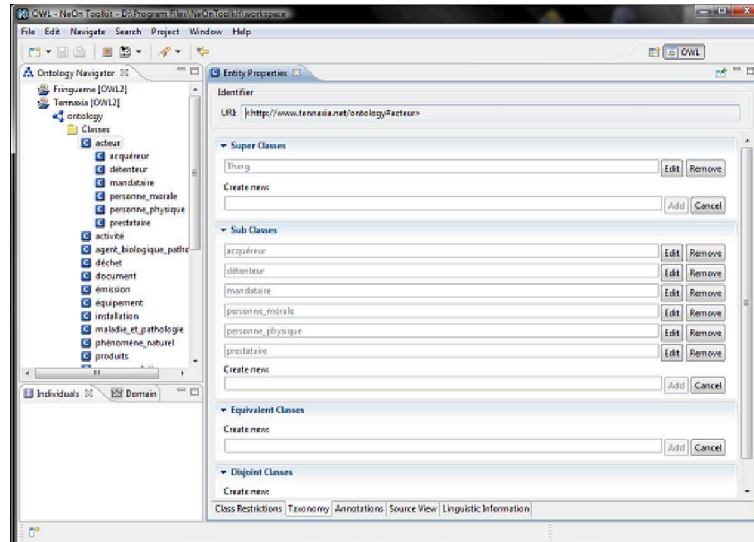 OWL - NeOn Toolkit - D:\Program Files\NeOnToolkit\workspace
File Edit Navigate Search Project Window Help
OWL
Ontology Navigator
Fringueme [OWL2]
Tennaxia [OWL2]
ontology
Classes
acteur
acquéreur
détenteur
mandataire
personne_morale
personne_physique
prestataire
activité
agent_biologique_patho
déchet
document
émission
équipement
installation
maladie_et_pathologie
phénomène_naturel
produits
Individuals Domain
Entity Properties
Identifier
URI: <http://www.tennaxia.net/ontology#acteur>
Super Classes
Thing Edit Remove
Create new:
Add Cancel
Sub Classes
acquéreur Edit Remove
détenteur Edit Remove
mandataire Edit Remove
personne_morale Edit Remove
personne_physique Edit Remove
prestataire Edit Remove
Create new:
Add Cancel
Equivalent Classes
Create new:
Add Cancel
Disjoint Classes
Create new:
Class Restrictions Taxonomy Annotations Source View Linguistic Information